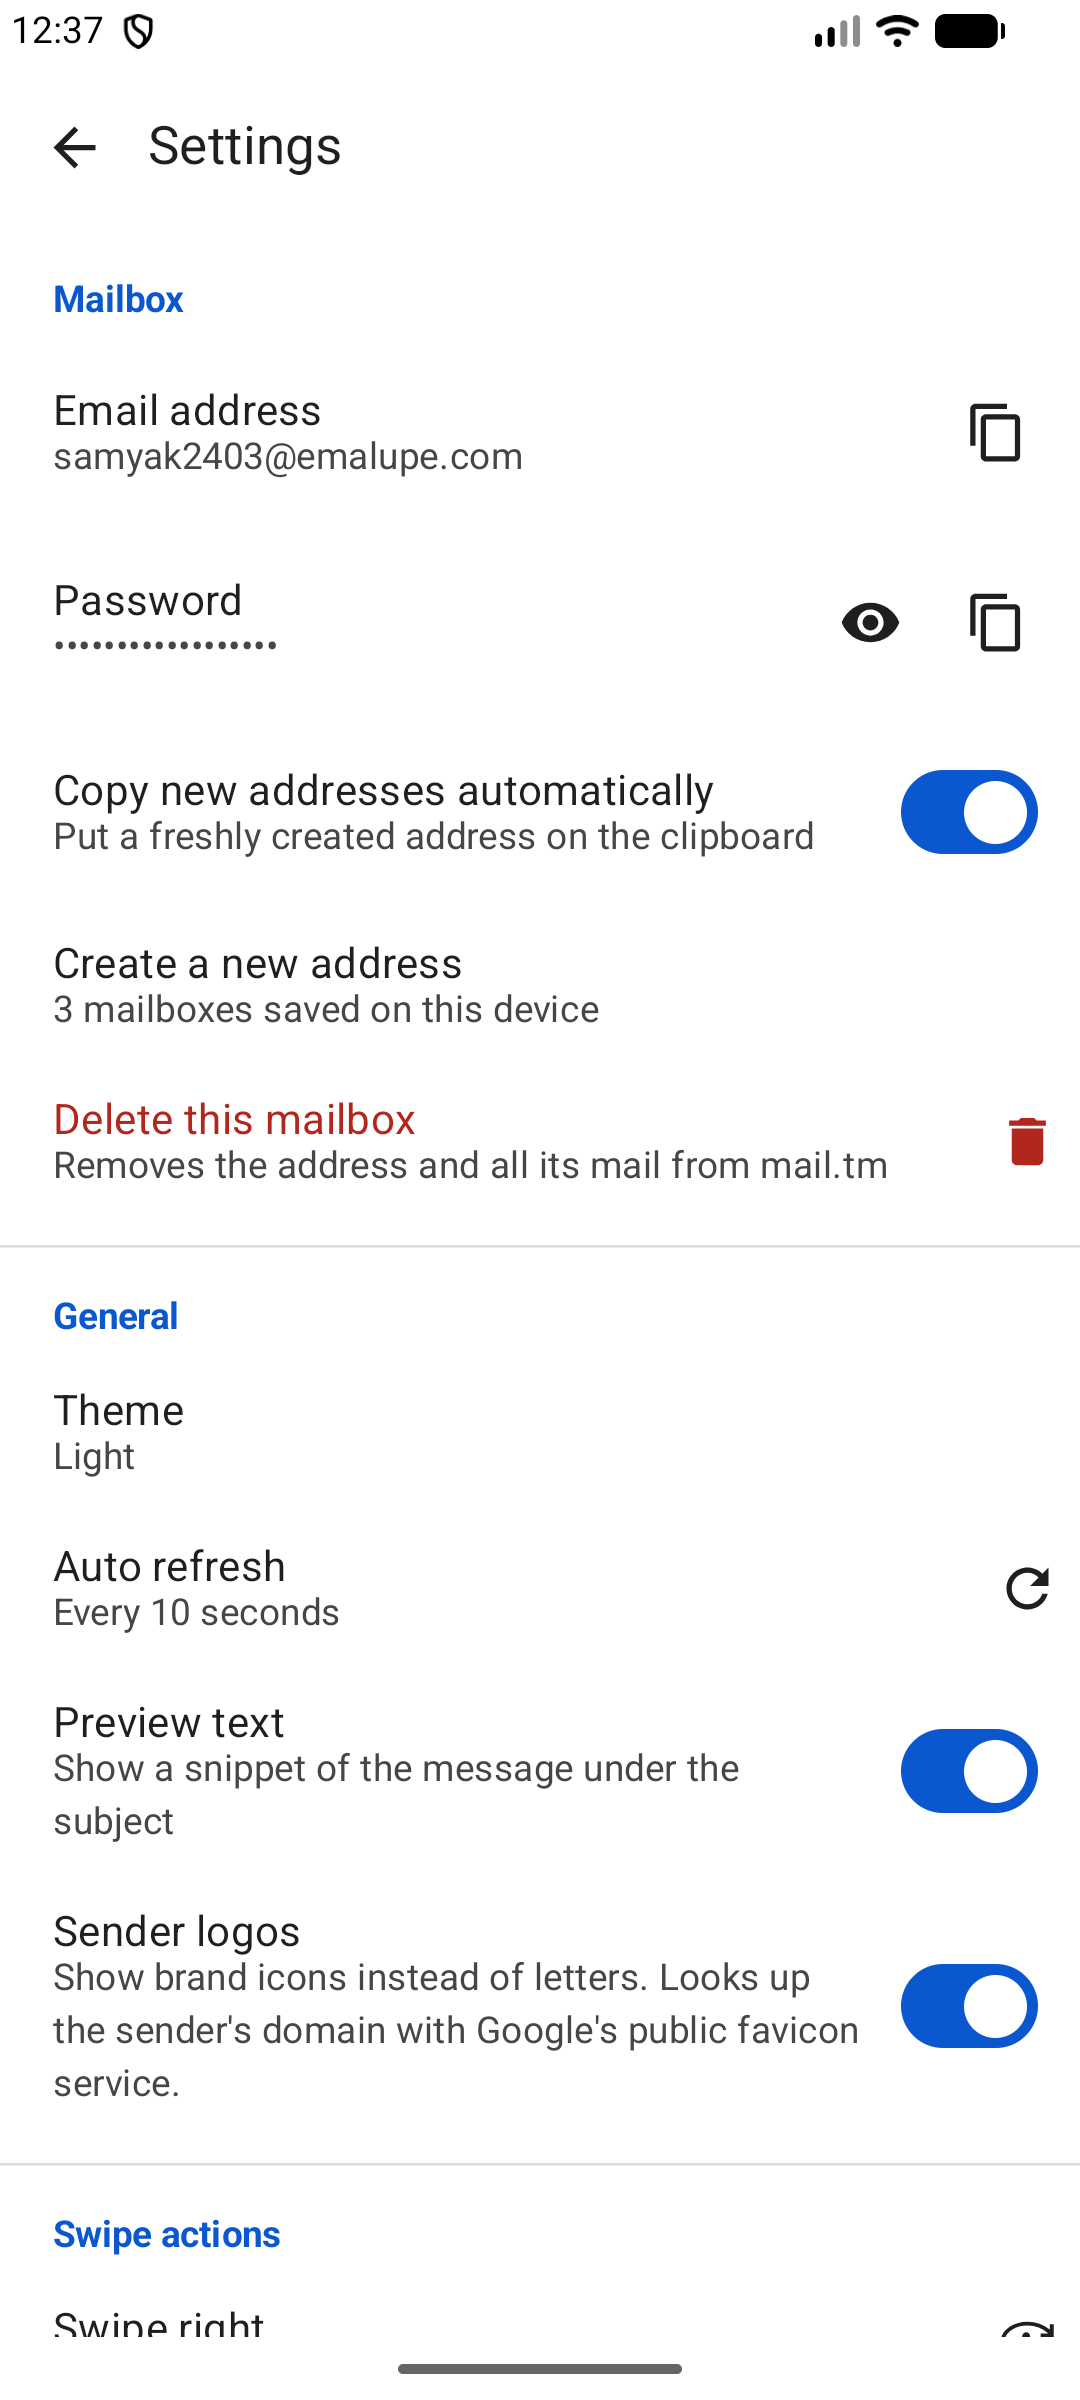 12:37
Settings
Mailbox
Email address
samyak2403@emalupe.com
Password
•••••••••••••••••
Copy new addresses automatically
Put a freshly created address on the clipboard
Create a new address
3 mailboxes saved on this device
Delete this mailbox
Removes the address and all its mail from mail.tm
General
Theme
Light
Auto refresh
Every 10 seconds
Preview text
Show a snippet of the message under the
subject
Sender logos
Show brand icons instead of letters. Looks up
the sender's domain with Google's public favicon
service.
Swipe actions
Swipe right